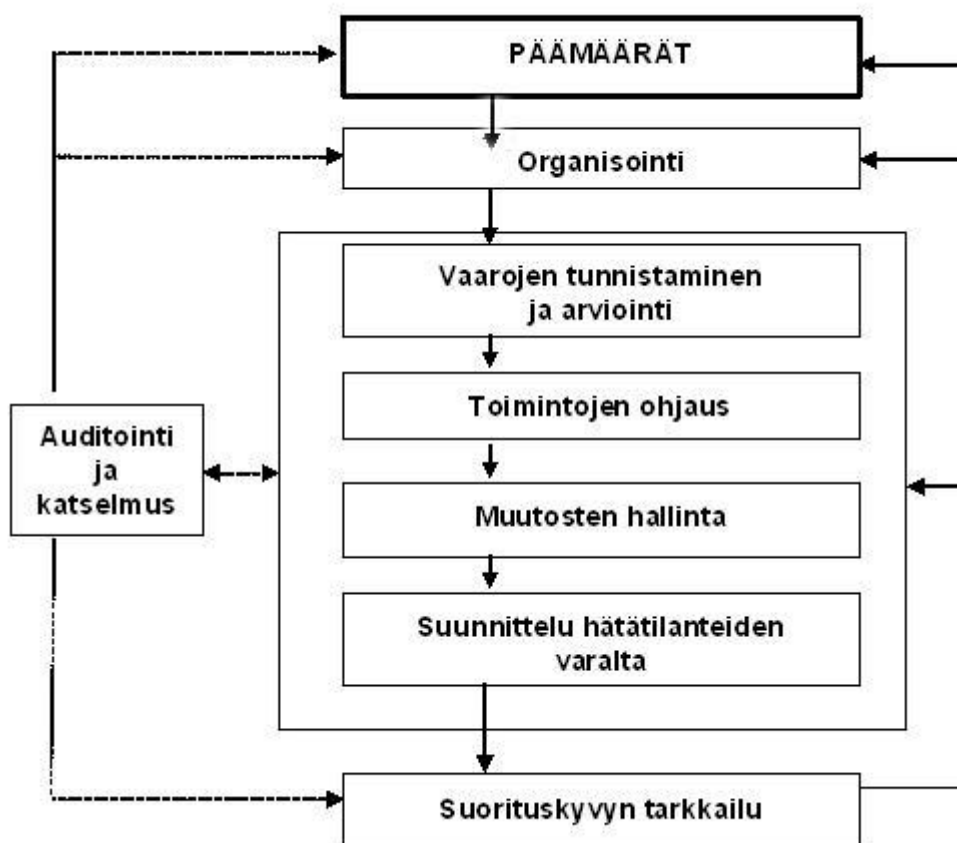 PÄÄMÄÄRÄT
Organisointi
Vaarojen tunnistaminen
ja arviointi
Toimintojen ohjaus
Auditointi
ja
katselmus
Muutosten hallinta
Suunnittelu hätätilanteiden
varalta
Suorituskyvyn tarkkailu